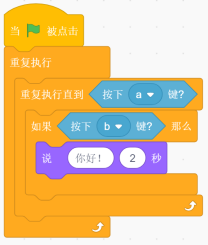 当 被点击
重复执行
重复执行直到 按下 a 键?
如果 按下 b 键? 那么
说 你好! 2 秒